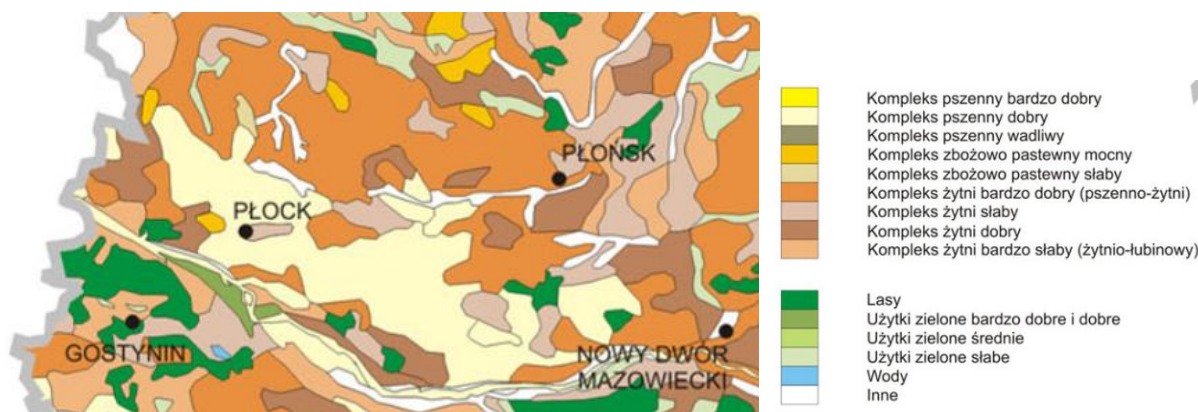 PŁOŃSK
PŁOCK
GOSTYNIN
NOWY DWÓR
MAZOWIECKI
Kompleks pszenny bardzo dobry
Kompleks pszenny dobry
Kompleks pszenny wadliwy
Kompleks zbożowo pastewny mocny
Kompleks zbożowo pastewny słaby
Kompleks żytni bardzo dobry (pszenno-żytni)
Kompleks żytni słaby
Kompleks żytni dobry
Kompleks żytni bardzo słaby (żytnio-łubinowy)
Lasy
Użytki zielone bardzo dobre i dobre
Użytki zielone średnie
Użytki zielone słabe
Wody
Inne